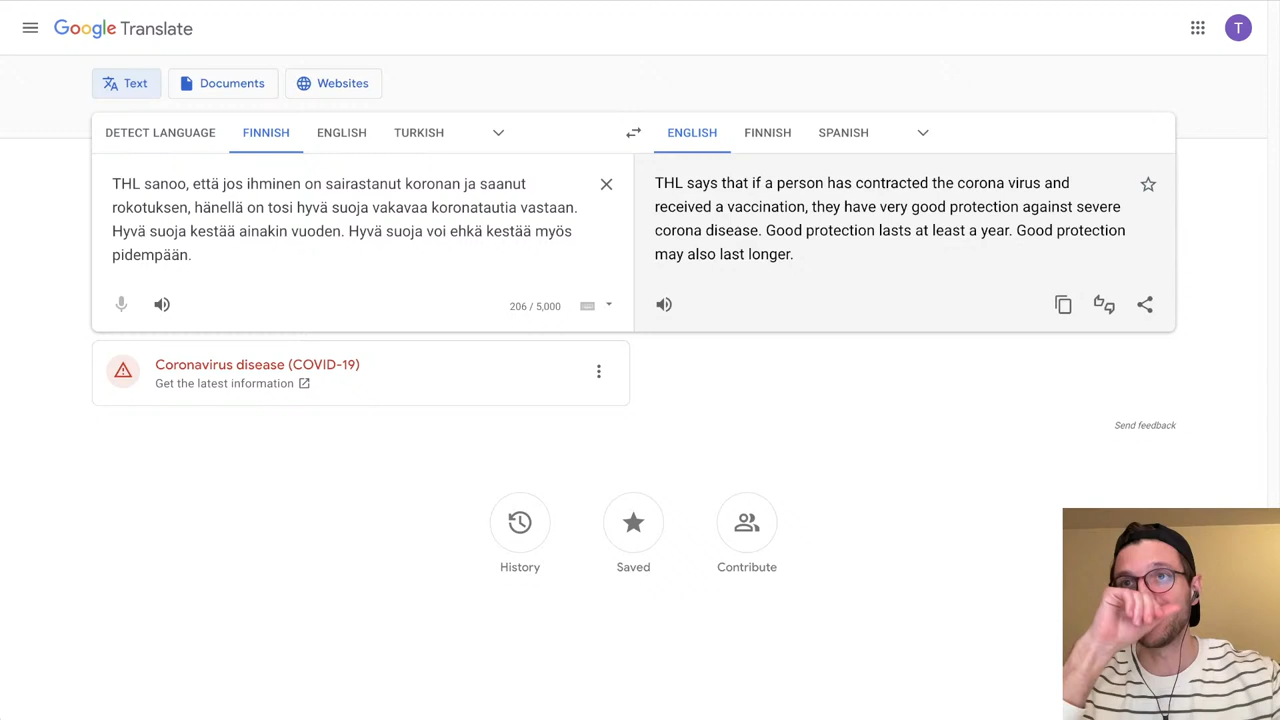 Google Translate
T
Text
Documents
Websites
DETECT LANGUAGE
FINNISH
ENGLISH
TURKISH
ENGLISH
FINNISH
SPANISH
THL sanoo, että jos ihminen on sairastanut koronan ja saanut
rokotuksen, hänellä on tosi hyvä suoja vakavaa koronatautia vastaan.
Hyvä suoja kestää ainakin vuoden. Hyvä suoja voi ehkä kestää myös
pidempään.
206 / 5,000
THL says that if a person has contracted the corona virus and
received a vaccination, they have very good protection against severe
corona disease. Good protection lasts at least a year. Good protection
may also last longer.
Coronavirus disease (COVID-19)
Get the latest information
Send feedback
History
Saved
Contribute